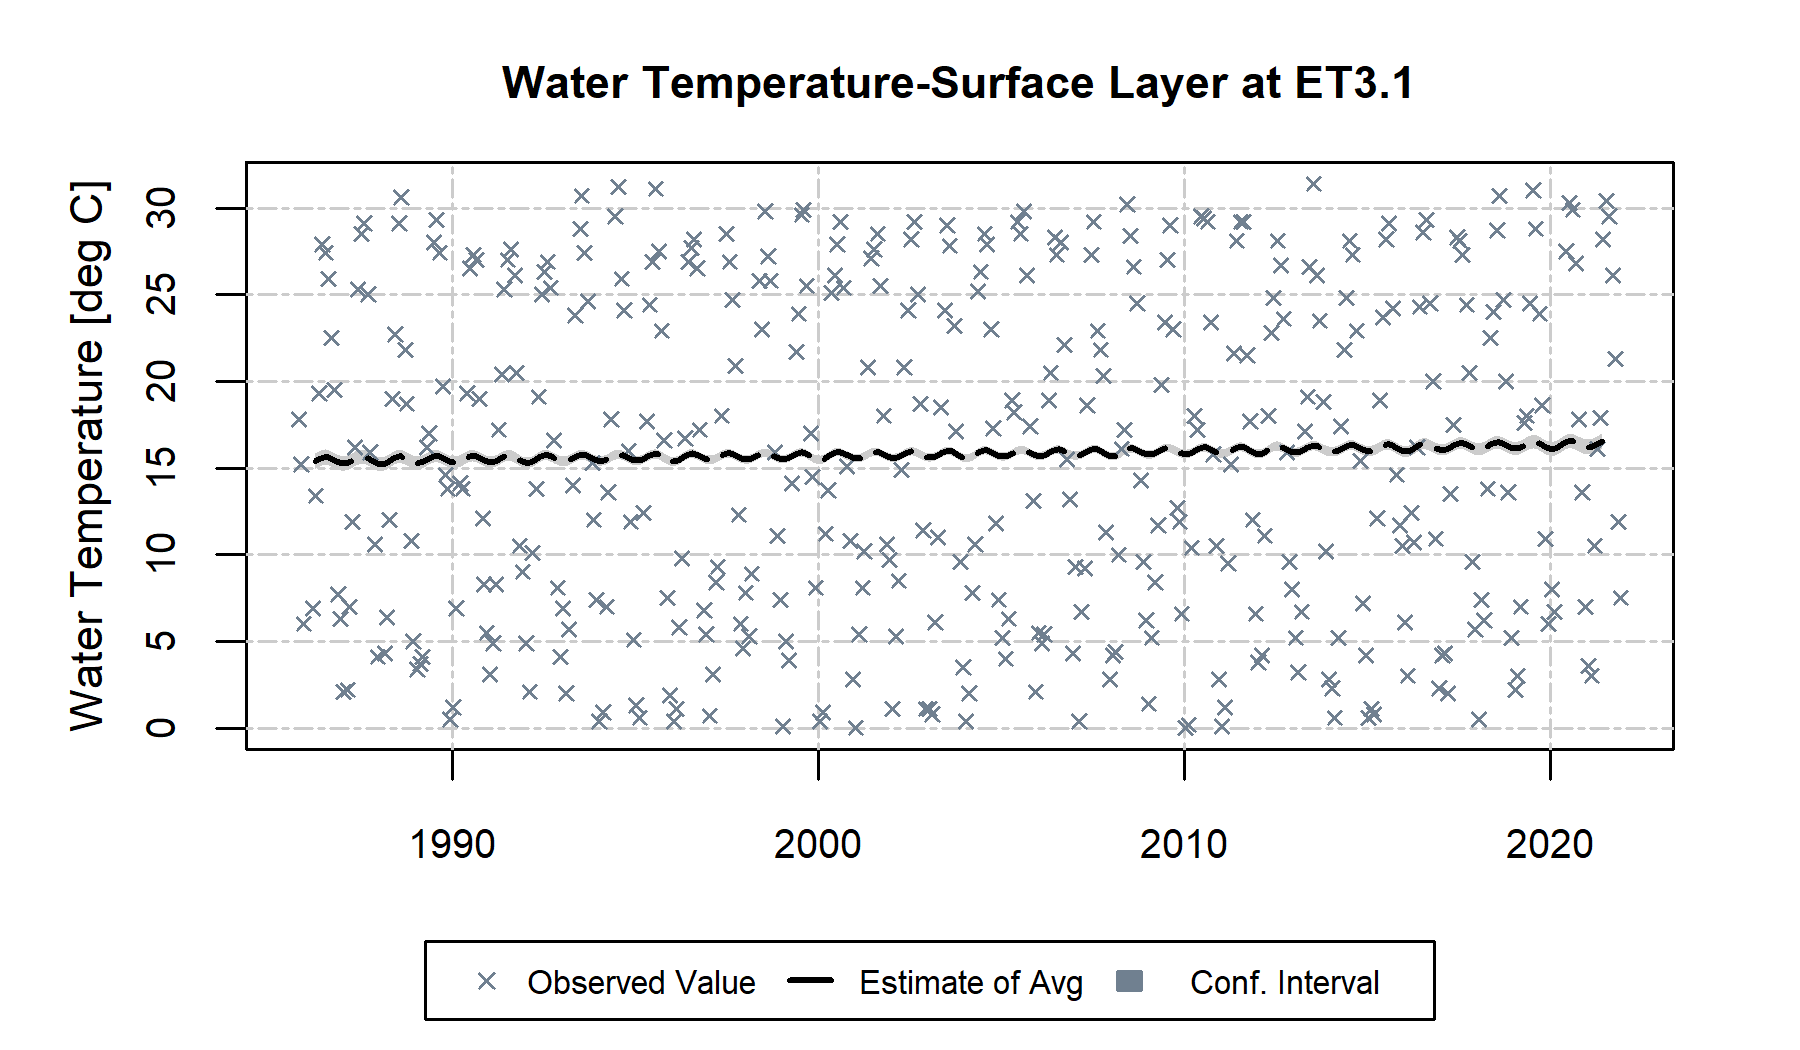 Water Temperature-Surface Layer at ET3.1
Water Temperature [deg C]
30
25
20
15
10
5
0
1990 2000 2010 2020
Observed Value Estimate of Avg Conf. Interval